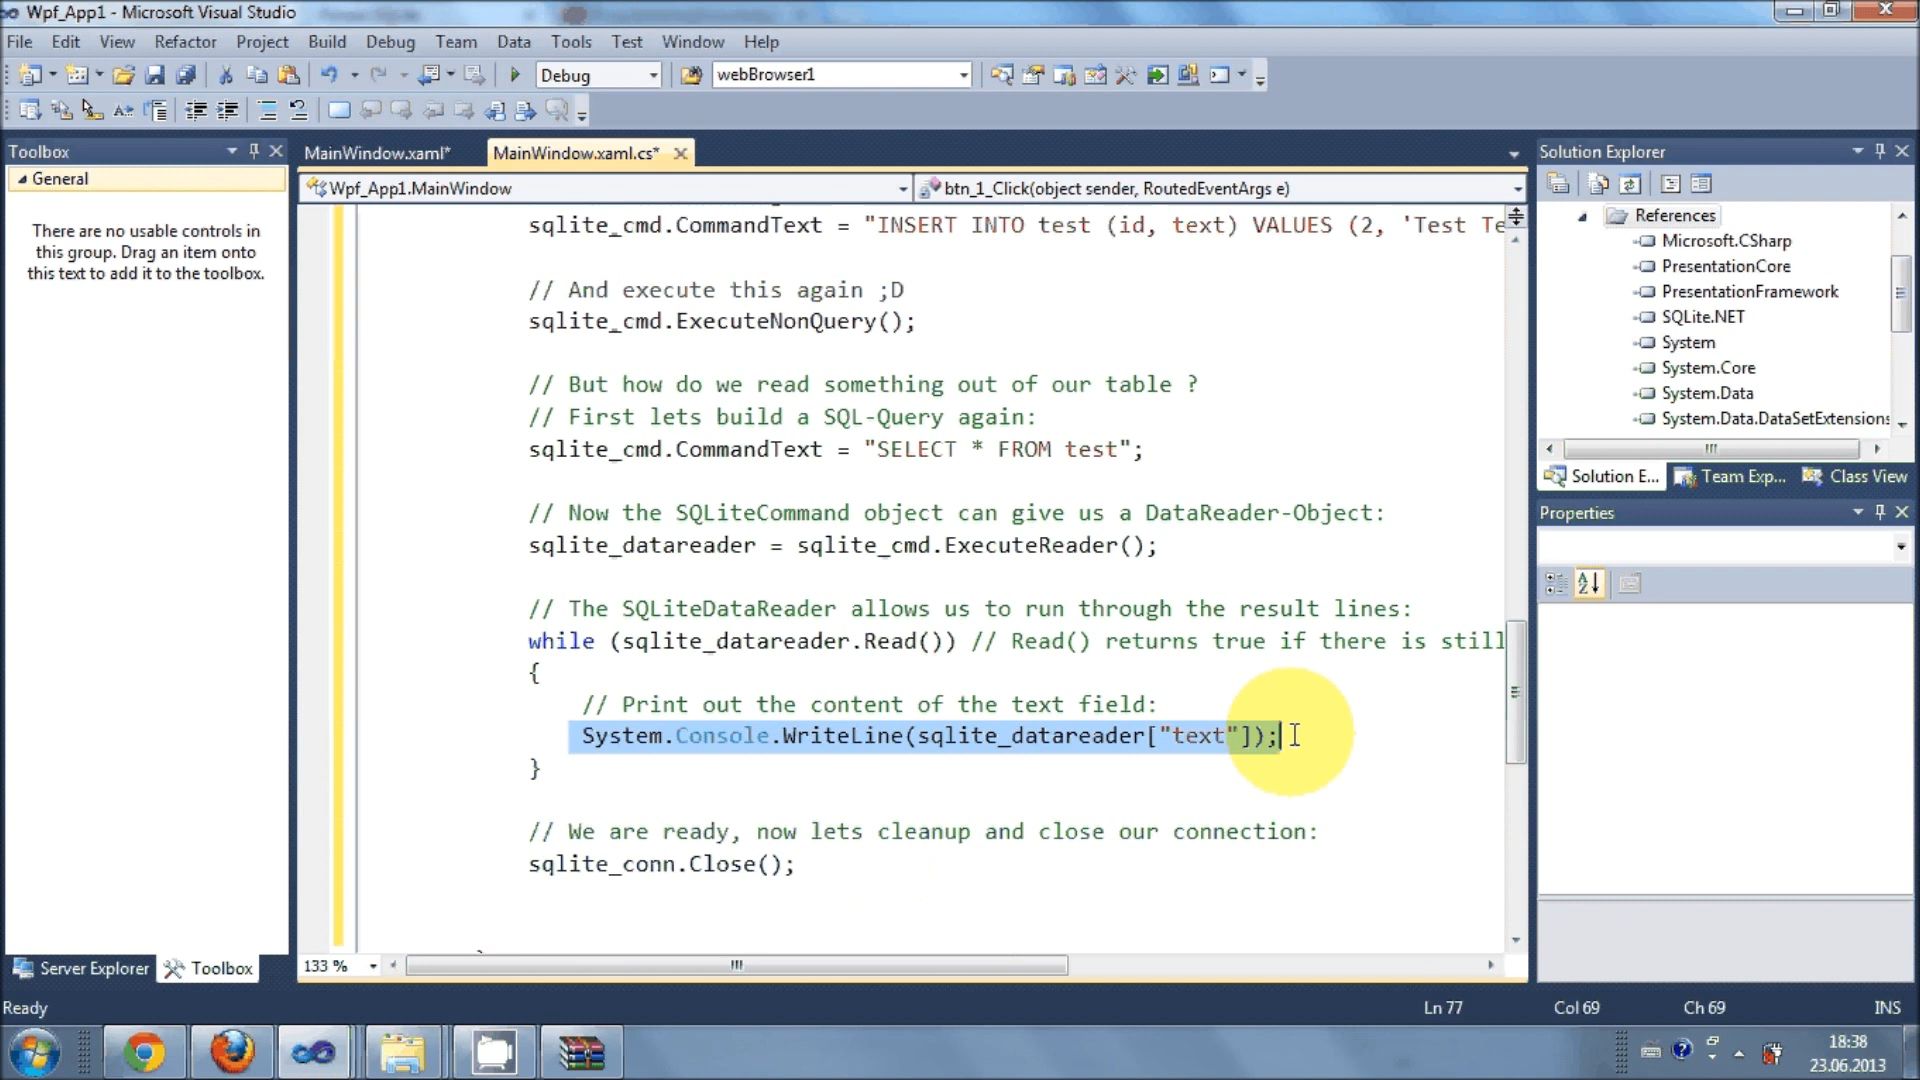 Wpf_App1 - Microsoft Visual Studio
File Edit View Refactor Project Build Debug Team Data Tools Test Window Help
Debug webBrowser1
Toolbox
General
There are no usable controls in
this group. Drag an item onto
this text to add it to the toolbox.
Server Explorer Toolbox
MainWindow.xaml* MainWindow.xaml.cs*
Wpf_App1.MainWindow btn_1_Click(object sender, RoutedEventArgs e)
sqlite_cmd.CommandText = "INSERT INTO test (id, text) VALUES (2, 'Test Te
// And execute this again ;D
sqlite_cmd.ExecuteNonQuery();
// But how do we read something out of our table ?
// First lets build a SQL-Query again:
sqlite_cmd.CommandText = "SELECT * FROM test";
// Now the SQLiteCommand object can give us a DataReader-Object:
sqlite_datareader = sqlite_cmd.ExecuteReader();
// The SQLiteDataReader allows us to run through the result lines:
while (sqlite_datareader.Read()) // Read() returns true if there is still
{
// Print out the content of the text field:
System.Console.WriteLine(sqlite_datareader["text"]);
}
// We are ready, now lets cleanup and close our connection:
sqlite_conn.Close();
133 %
Solution Explorer
References
Microsoft.CSharp
PresentationCore
PresentationFramework
SQLite.NET
System
System.Core
System.Data
System.Data.DataSetExtensions
Solution E... Team Exp... Class View
Properties
Ready Ln 77 Col 69 Ch 69 INS
18:38
23.06.2013